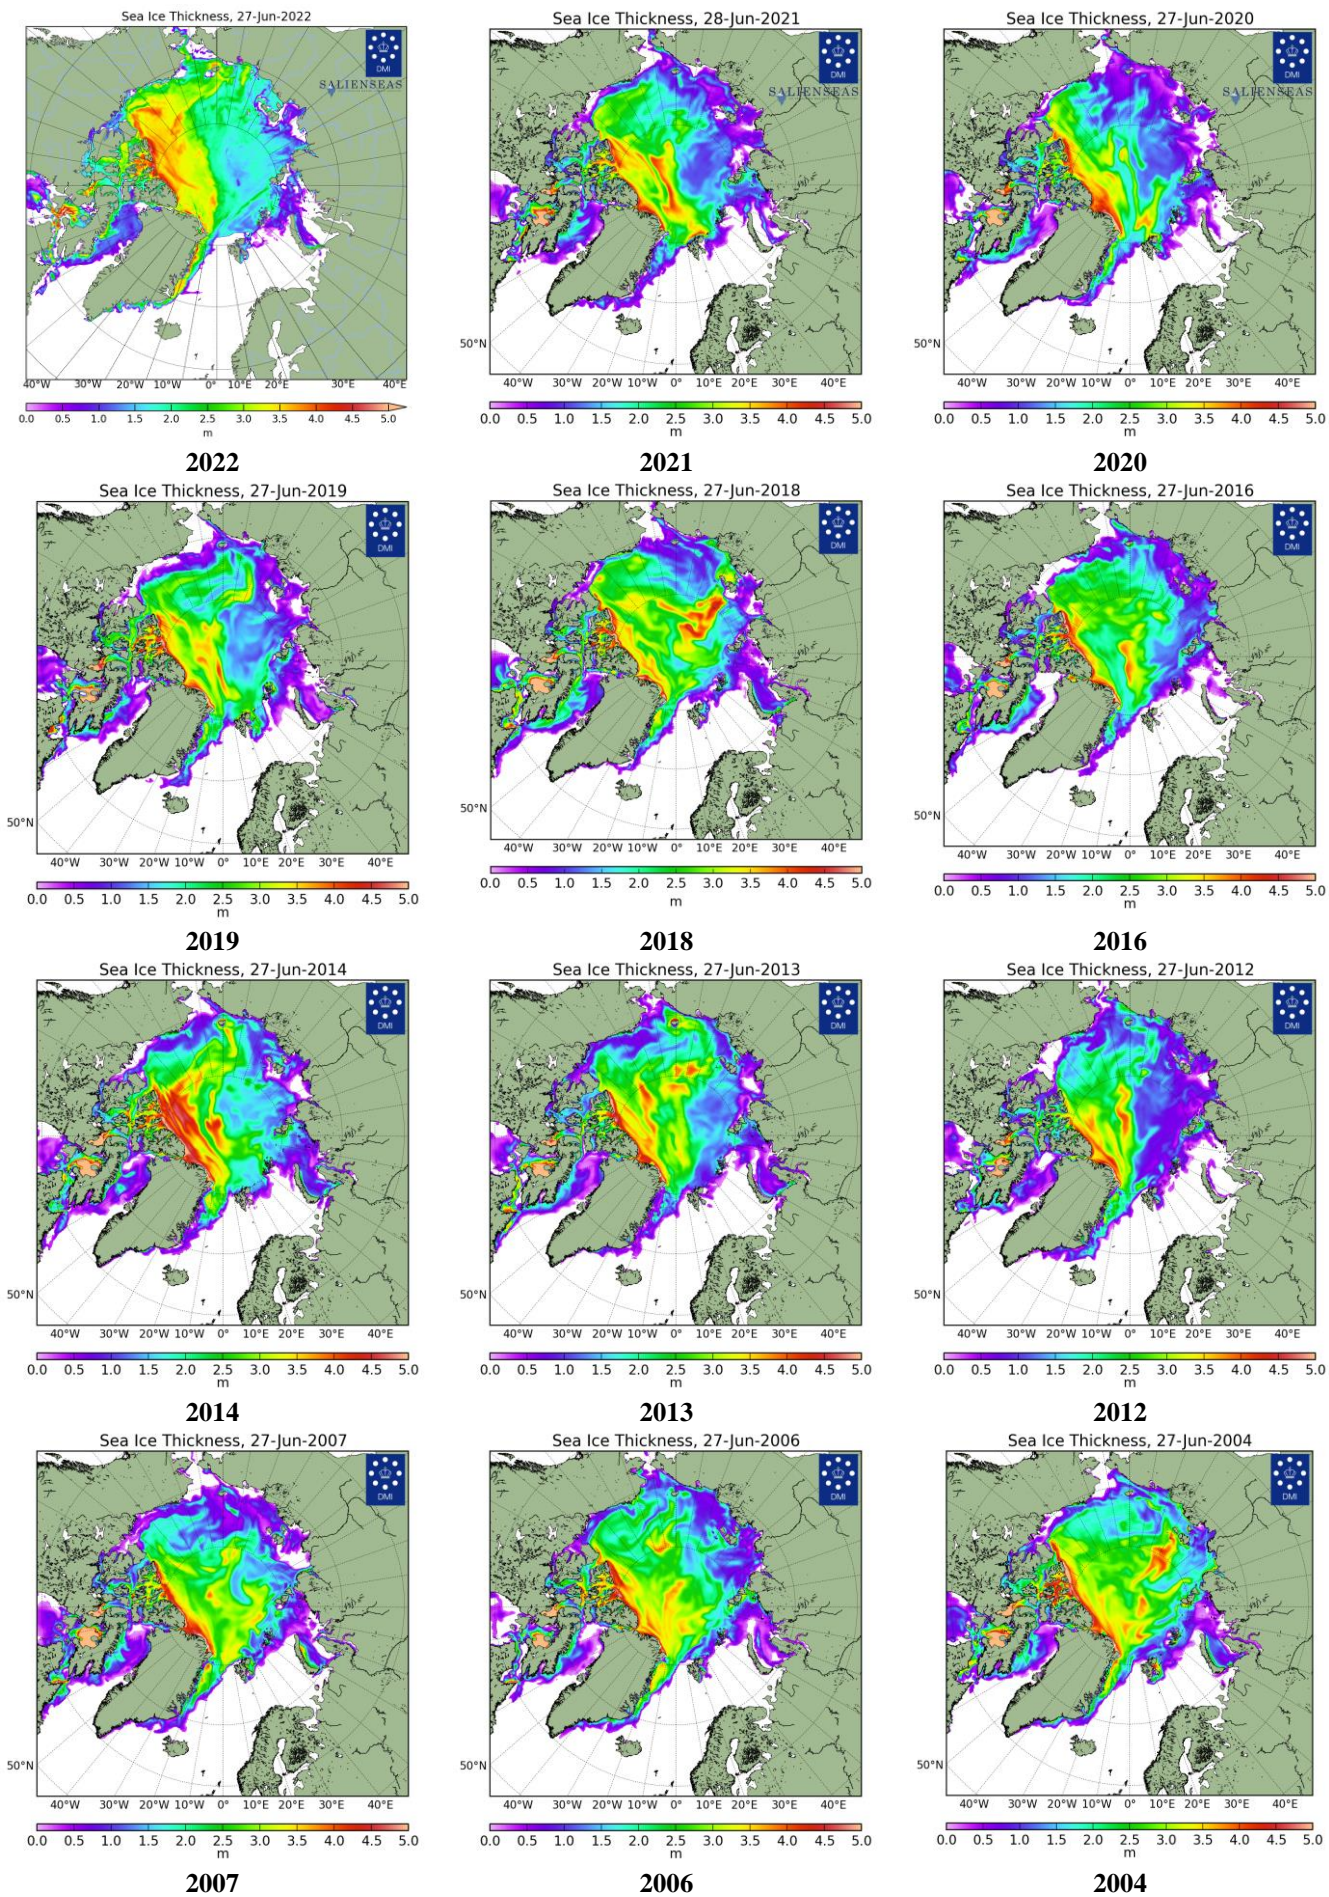 Sea Ice Thickness, 27-Jun-2022
DMI
SALIENSEAS
40°W 30°W 20°W 10°W 0° 10°E 20°E 30°E 40°E
0.0 0.5 1.0 1.5 2.0 2.5 3.0 3.5 4.0 4.5 5.0
m
2022
Sea Ice Thickness, 28-Jun-2021
DMI
SALIENSEAS
50°N
40°W 30°W 20°W 10°W 0° 10°E 20°E 30°E 40°E
0.0 0.5 1.0 1.5 2.0 2.5 3.0 3.5 4.0 4.5 5.0
m
2021
Sea Ice Thickness, 27-Jun-2020
DMI
SALIENSEAS
50°N
40°W 30°W 20°W 10°W 0° 10°E 20°E 30°E 40°E
0.0 0.5 1.0 1.5 2.0 2.5 3.0 3.5 4.0 4.5 5.0
m
2020
Sea Ice Thickness, 27-Jun-2019
DMI
50°N
40°W 30°W 20°W 10°W 0° 10°E 20°E 30°E 40°E
0.0 0.5 1.0 1.5 2.0 2.5 3.0 3.5 4.0 4.5 5.0
m
2019
Sea Ice Thickness, 27-Jun-2018
DMI
50°N
40°W 30°W 20°W 10°W 0° 10°E 20°E 30°E 40°E
0.0 0.5 1.0 1.5 2.0 2.5 3.0 3.5 4.0 4.5 5.0
m
2018
Sea Ice Thickness, 27-Jun-2016
DMI
50°N
40°W 30°W 20°W 10°W 0° 10°E 20°E 30°E 40°E
0.0 0.5 1.0 1.5 2.0 2.5 3.0 3.5 4.0 4.5 5.0
m
2016
Sea Ice Thickness, 27-Jun-2014
DMI
50°N
40°W 30°W 20°W 10°W 0° 10°E 20°E 30°E 40°E
0.0 0.5 1.0 1.5 2.0 2.5 3.0 3.5 4.0 4.5 5.0
m
2014
Sea Ice Thickness, 27-Jun-2013
DMI
50°N
40°W 30°W 20°W 10°W 0° 10°E 20°E 30°E 40°E
0.0 0.5 1.0 1.5 2.0 2.5 3.0 3.5 4.0 4.5 5.0
m
2013
Sea Ice Thickness, 27-Jun-2012
DMI
50°N
40°W 30°W 20°W 10°W 0° 10°E 20°E 30°E 40°E
0.0 0.5 1.0 1.5 2.0 2.5 3.0 3.5 4.0 4.5 5.0
m
2012
Sea Ice Thickness, 27-Jun-2007
DMI
50°N
40°W 30°W 20°W 10°W 0° 10°E 20°E 30°E 40°E
0.0 0.5 1.0 1.5 2.0 2.5 3.0 3.5 4.0 4.5 5.0
m
2007
Sea Ice Thickness, 27-Jun-2006
DMI
50°N
40°W 30°W 20°W 10°W 0° 10°E 20°E 30°E 40°E
0.0 0.5 1.0 1.5 2.0 2.5 3.0 3.5 4.0 4.5 5.0
m
2006
Sea Ice Thickness, 27-Jun-2004
DMI
50°N
40°W 30°W 20°W 10°W 0° 10°E 20°E 30°E 40°E
0.0 0.5 1.0 1.5 2.0 2.5 3.0 3.5 4.0 4.5 5.0
m
2004